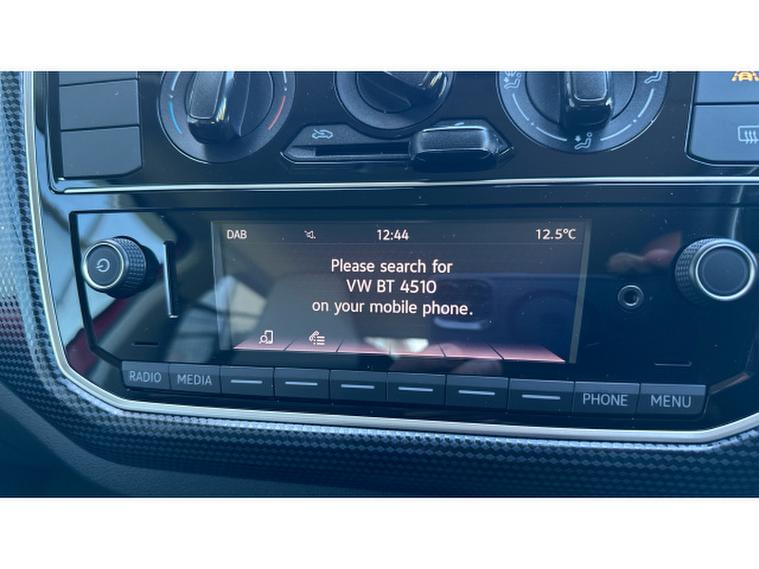 DAB 12:44 12.5°C
Please search for
VW BT 4510
on your mobile phone.
RADIO MEDIA PHONE MENU